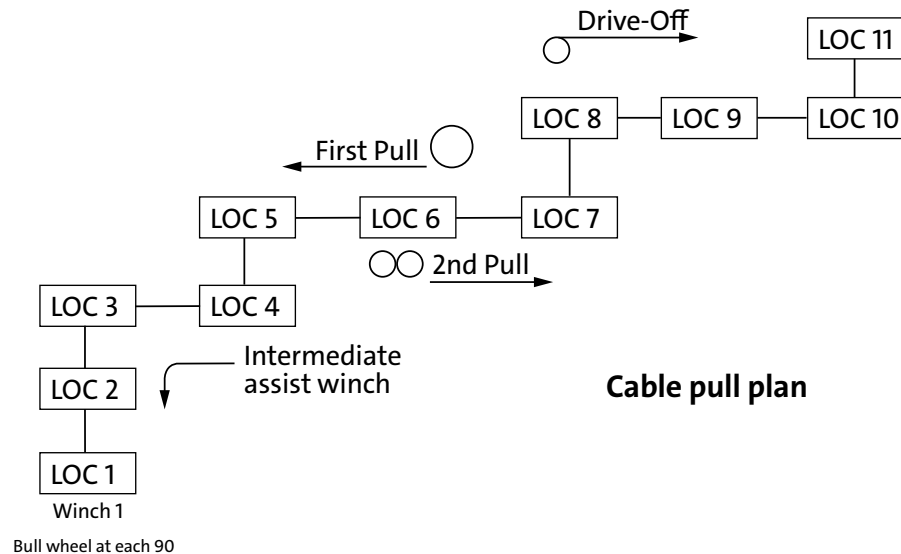 Drive-Off
LOC 11
LOC 8
LOC 9
LOC 10
First Pull
LOC 5
LOC 6
LOC 7
2nd Pull
LOC 3
LOC 4
Intermediate
assist winch
LOC 2
Cable pull plan
LOC 1
Winch 1
Bull wheel at each 90